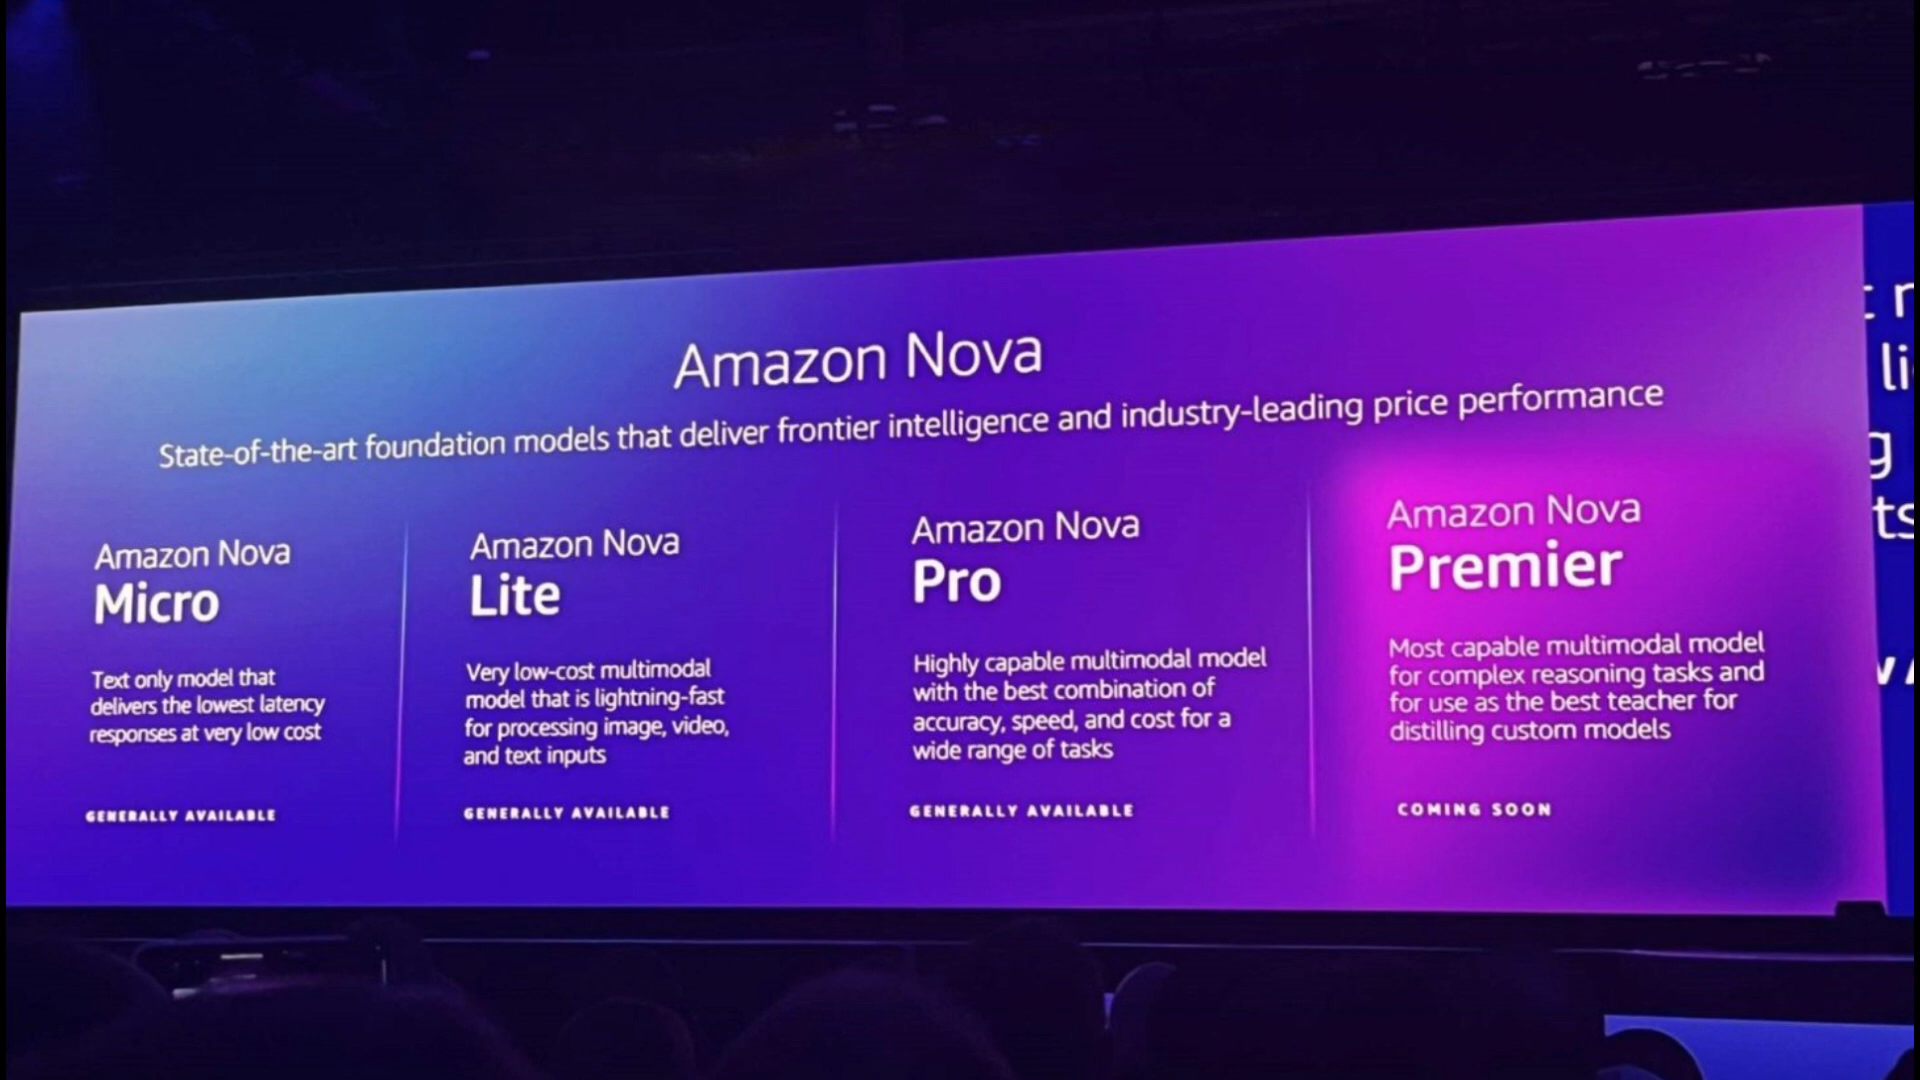 Amazon Nova
State-of-the-art foundation models that deliver frontier intelligence and industry-leading price performance
Amazon Nova
Micro
Text only model that
delivers the lowest latency
responses at very low cost
GENERALLY AVAILABLE
Amazon Nova
Lite
Very low-cost multimodal
model that is lightning-fast
for processing image, video,
and text inputs
GENERALLY AVAILABLE
Amazon Nova
Pro
Highly capable multimodal model
with the best combination of
accuracy, speed, and cost for a
wide range of tasks
GENERALLY AVAILABLE
Amazon Nova
Premier
Most capable multimodal model
for complex reasoning tasks and
for use as the best teacher for
distilling custom models
COMING SOON